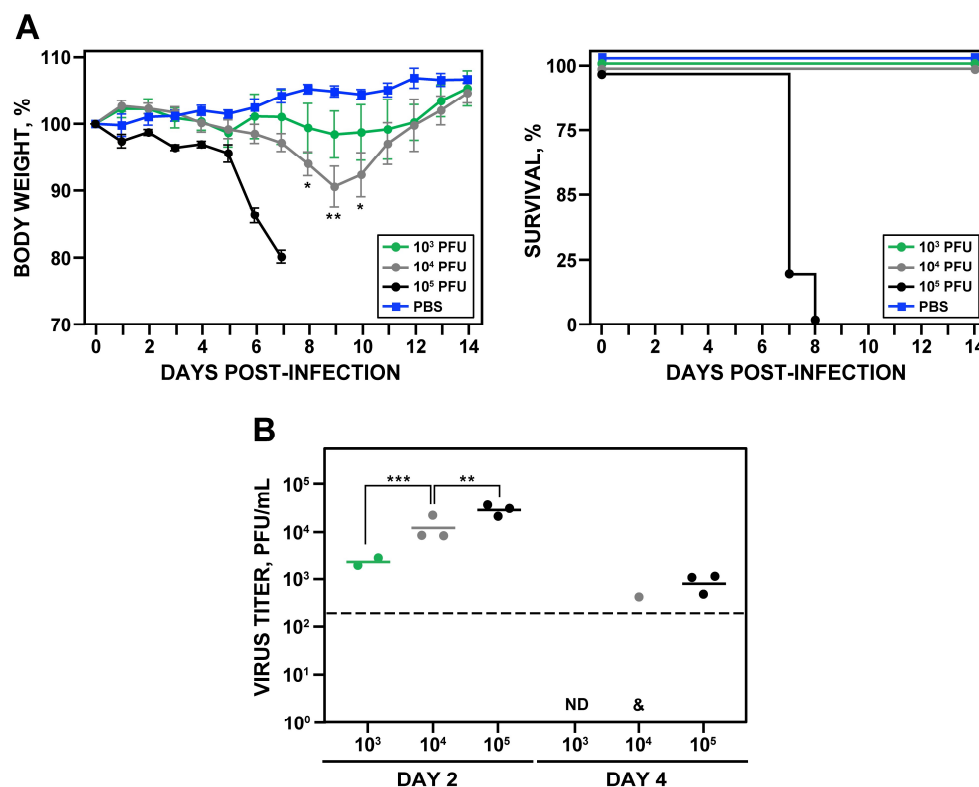 A
BODY WEIGHT, %
110
100
90
80
70
*
**
*
10³ PFU
10⁴ PFU
10⁵ PFU
PBS
0 2 4 6 8 10 12 14
DAYS POST-INFECTION
SURVIVAL, %
100
75
85
25
0
10³ PFU
10⁴ PFU
10⁵ PFU
PBS
0 2 4 6 8 10 12 14
DAYS POST-INFECTION
B
VIRUS TITER, PFU/mL
10⁵
10⁴
10³
10²
10¹
10⁰
*** **
ND &
10³ 10⁴ 10⁵ 10³ 10⁴ 10⁵
DAY 2 DAY 4